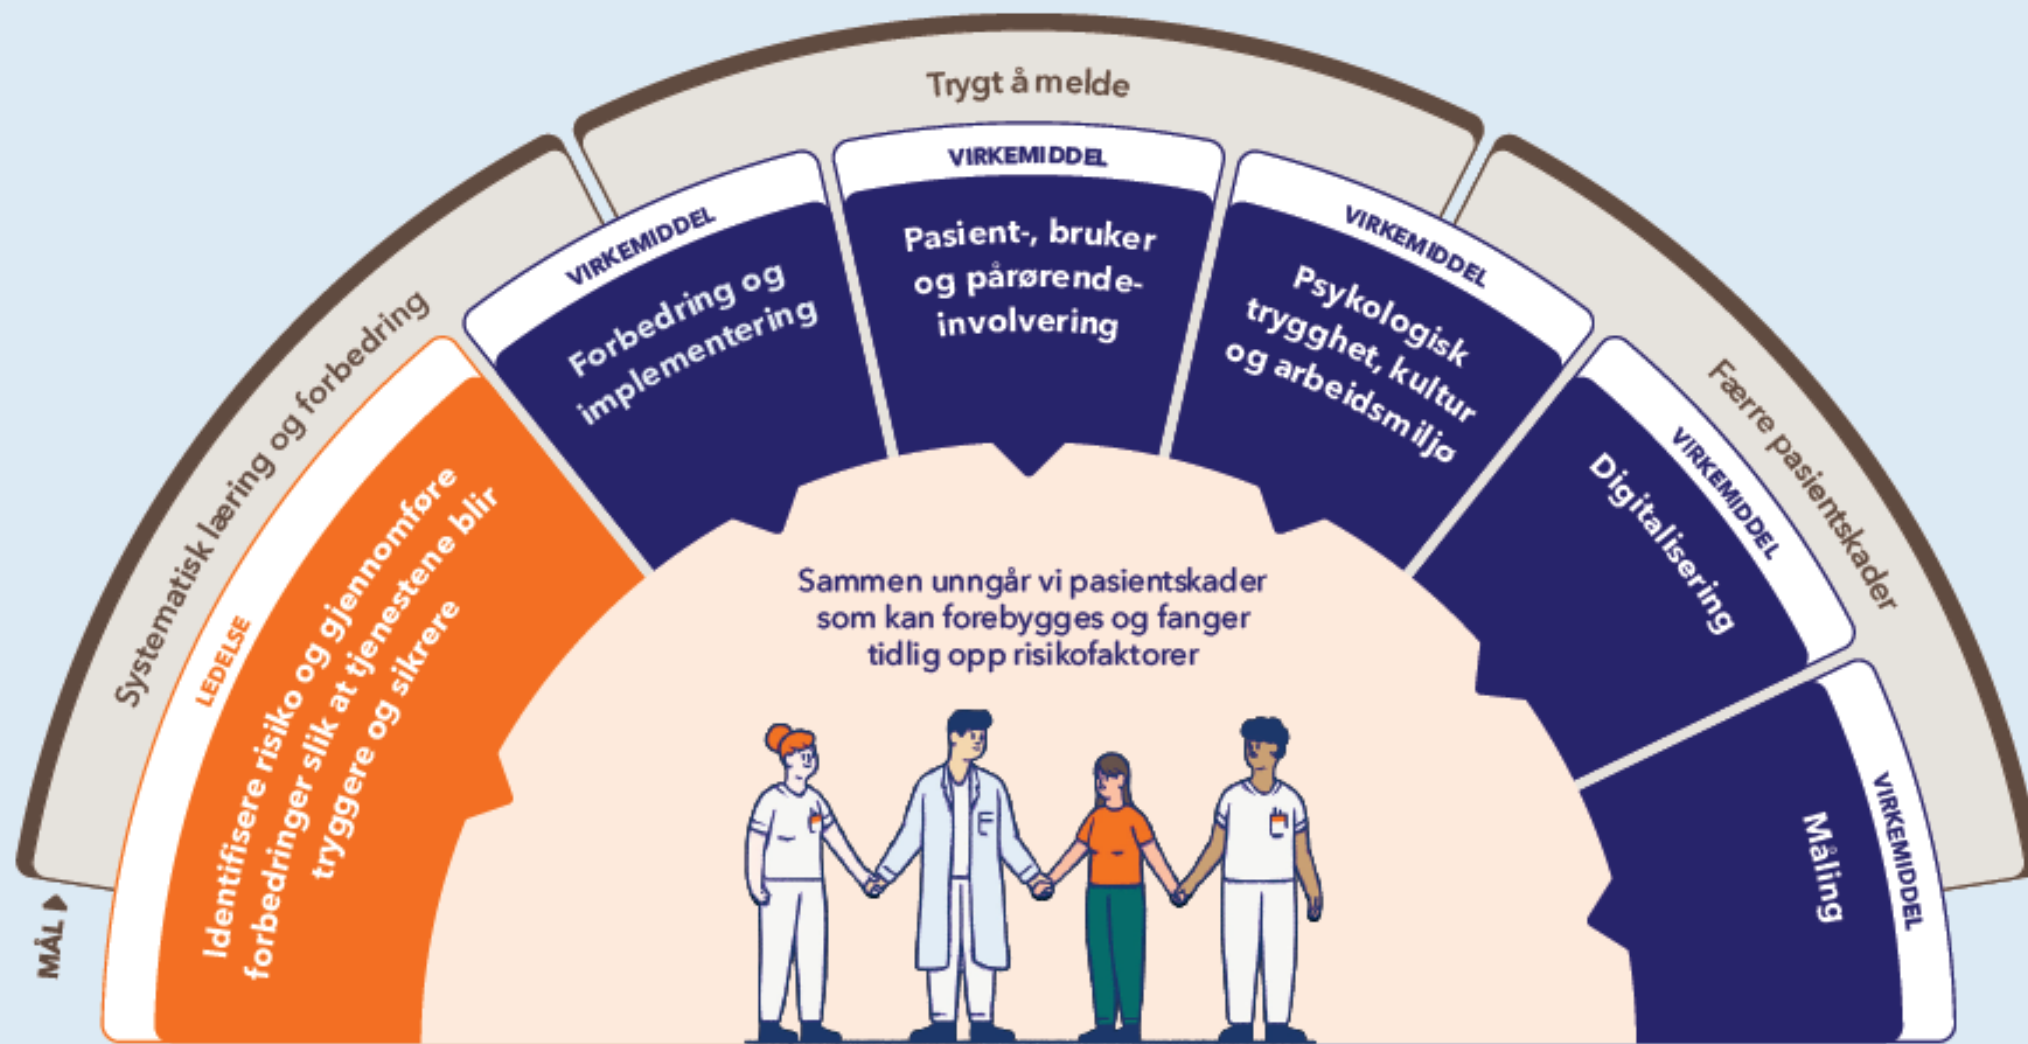 MÅL
Systematisk læring og forbedring
Trygt å melde
Færre pasientskader
LEDELSE
Identifisere risiko og gjennomføre
forbedringer slik at tjenestene blir
tryggere og sikrere
VIRKEMIDDEL
Forbedring og
implementering
VIRKEMIDDEL
Pasient-, bruker
og pårørende-
involvering
VIRKEMIDDEL
Psykologisk
trygghet, kultur
og arbeidsmiljø
VIRKEMIDDEL
Digitalisering
VIRKEMIDDEL
Måling
Sammen unngår vi pasientskader
som kan forebygges og fanger
tidlig opp risikofaktorer